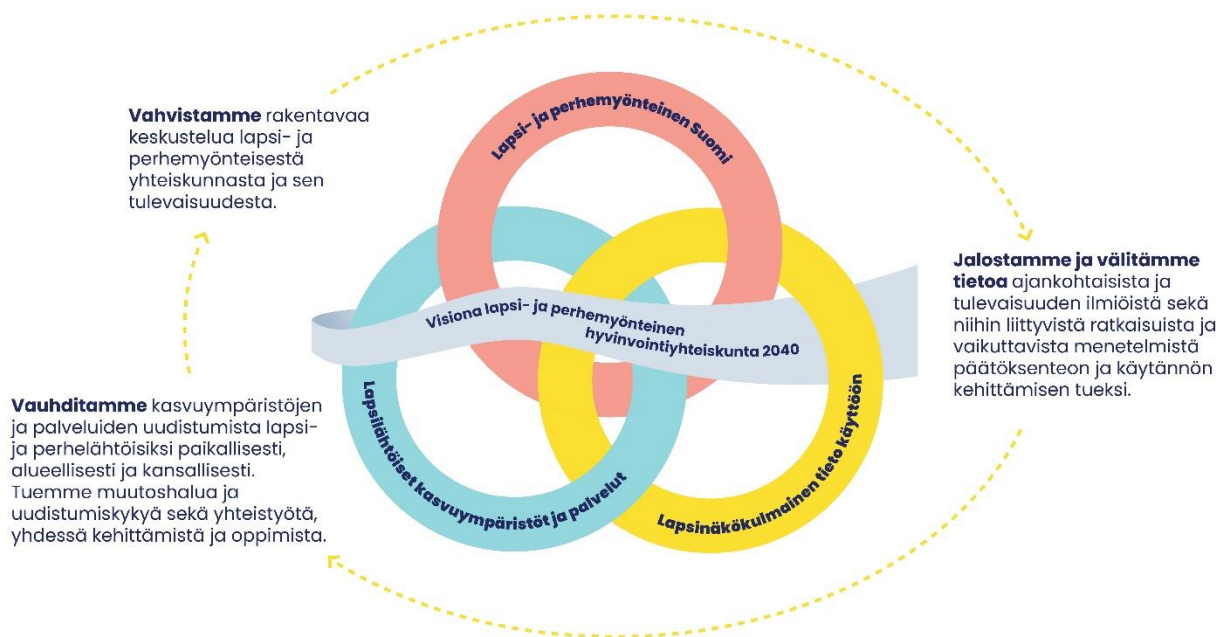 Lapsi- ja perhemyönteinen Suomi
Vahvistamme rakentavaa
keskustelua lapsi- ja
perhemyönteisestä
yhteiskunnasta ja sen
tulevaisuudesta.
Jalostamme ja välitämme
tietoa ajankohtaisista ja
tulevaisuuden ilmiöistä sekä
niihin liittyvistä ratkaisuista ja
vaikuttavista menetelmistä
päätöksenteon ja käytännön
kehittämisen tueksi.
Visiona lapsi- ja perhemyönteinen
hyvinvointiyhteiskunta 2040
Vauhditamme kasvuympäristöjen
ja palveluiden uudistumista lapsi-
ja perhelähtöisiksi paikallisesti,
alueellisesti ja kansallisesti.
Tuemme muutoshalua ja
uudistumiskykyä sekä yhteistyötä,
yhdessä kehittämistä ja oppimista.
Lapsilähtöiset kasvuympäristöt ja palvelut
Lapsinäkökulmainen tieto käyttöön